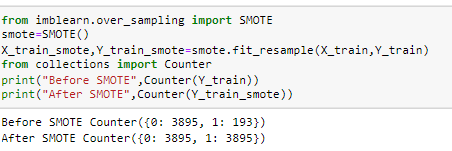 from imblearn.over_sampling import SMOTE
smote=SMOTE()
X_train_smote,Y_train_smote=smote.fit_resample(X_train,Y_train)
from collections import Counter
print("Before SMOTE",Counter(Y_train))
print("After SMOTE",Counter(Y_train_smote))
Before SMOTE Counter({0: 3895, 1: 193})
After SMOTE Counter({0: 3895, 1: 3895})